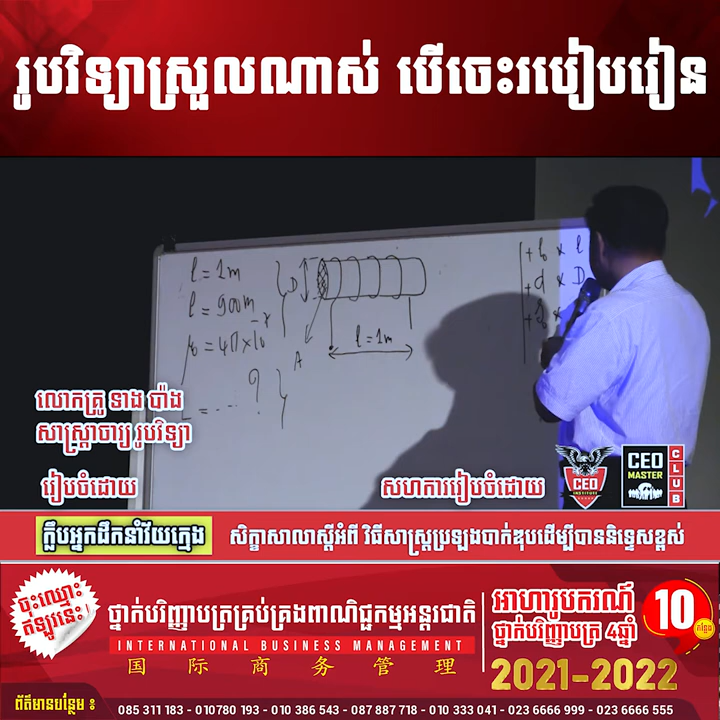 រូបវិទ្យាស្រួលណាស់ បើចេះរបៀបរៀន
l = 1m
l = 900m
= 4π × 10
L = .... ?
D
A
l = 1m
+ l₀ × l
+ d × D
លោកគ្រូ ទាង ប៉ាង
សាស្ត្រាចារ្យ រូបវិទ្យា
រៀបចំដោយ
សហការរៀបចំដោយ
CEO
INSTITUTE
CEO
MASTER
CLUB
ក្លឹបអ្នកដឹកនាំវ័យក្មេង
សិក្ខាសាលាស្តីអំពី វិធីសាស្ត្រប្រឡងបាក់ឌុបដើម្បីបាននិទ្ទេសខ្ពស់
ចុះឈ្មោះ
ឥឡូវនេះ!
ថ្នាក់បរិញ្ញាបត្រគ្រប់គ្រងពាណិជ្ជកម្មអន្តរជាតិ
INTERNATIONAL BUSINESS MANAGEMENT
国 际 商 务 管 理
អាហារូបករណ៍
ថ្នាក់បរិញ្ញាបត្រ 4ឆ្នាំ
2021-2022
10
កន្លែង
ព័ត៌មានបន្ថែម ៖
085 311 183 - 010780 193 - 010 386 543 - 087 887 718 - 010 333 041 - 023 6666 999 - 023 6666 555